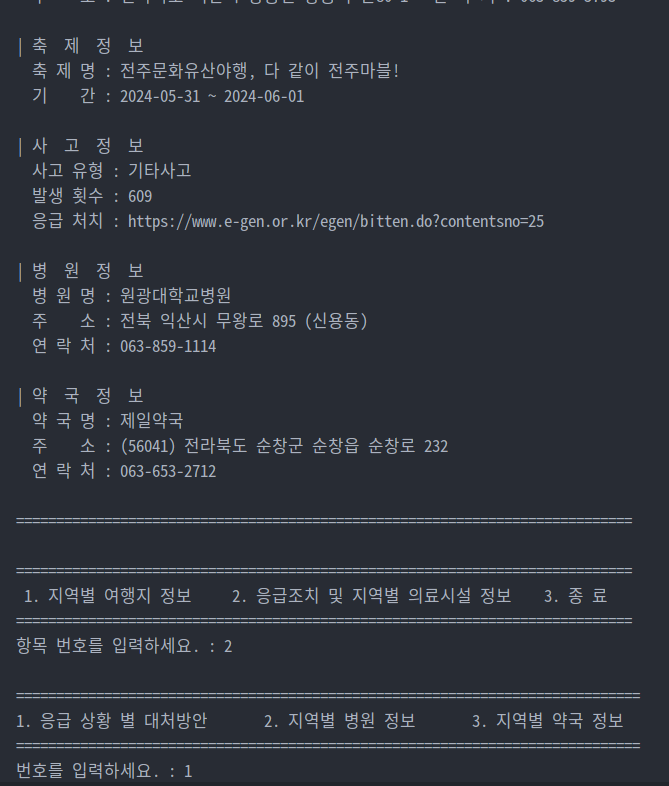 | 축 제 정 보
축 제 명 : 전주문화유산야행, 다 같이 전주마블!
기 간 : 2024-05-31 ~ 2024-06-01
| 사 고 정 보
사고 유형 : 기타사고
발생 횟수 : 609
응급 처치 : https://www.e-gen.or.kr/egen/bitten.do?contentsno=25
| 병 원 정 보
병 원 명 : 원광대학교병원
주 소 : 전북 익산시 무왕로 895 (신용동)
연 락 처 : 063-859-1114
| 약 국 정 보
약 국 명 : 제일약국
주 소 : (56041) 전라북도 순창군 순창읍 순창로 232
연 락 처 : 063-653-2712
=============================================================================
=============================================================================
1. 지역별 여행지 정보 2. 응급조치 및 지역별 의료시설 정보 3. 종 료
=============================================================================
항목 번호를 입력하세요. : 2
==============================================================================
1. 응급 상황 별 대처방안 2. 지역별 병원 정보 3. 지역별 약국 정보
==============================================================================
번호를 입력하세요. : 1